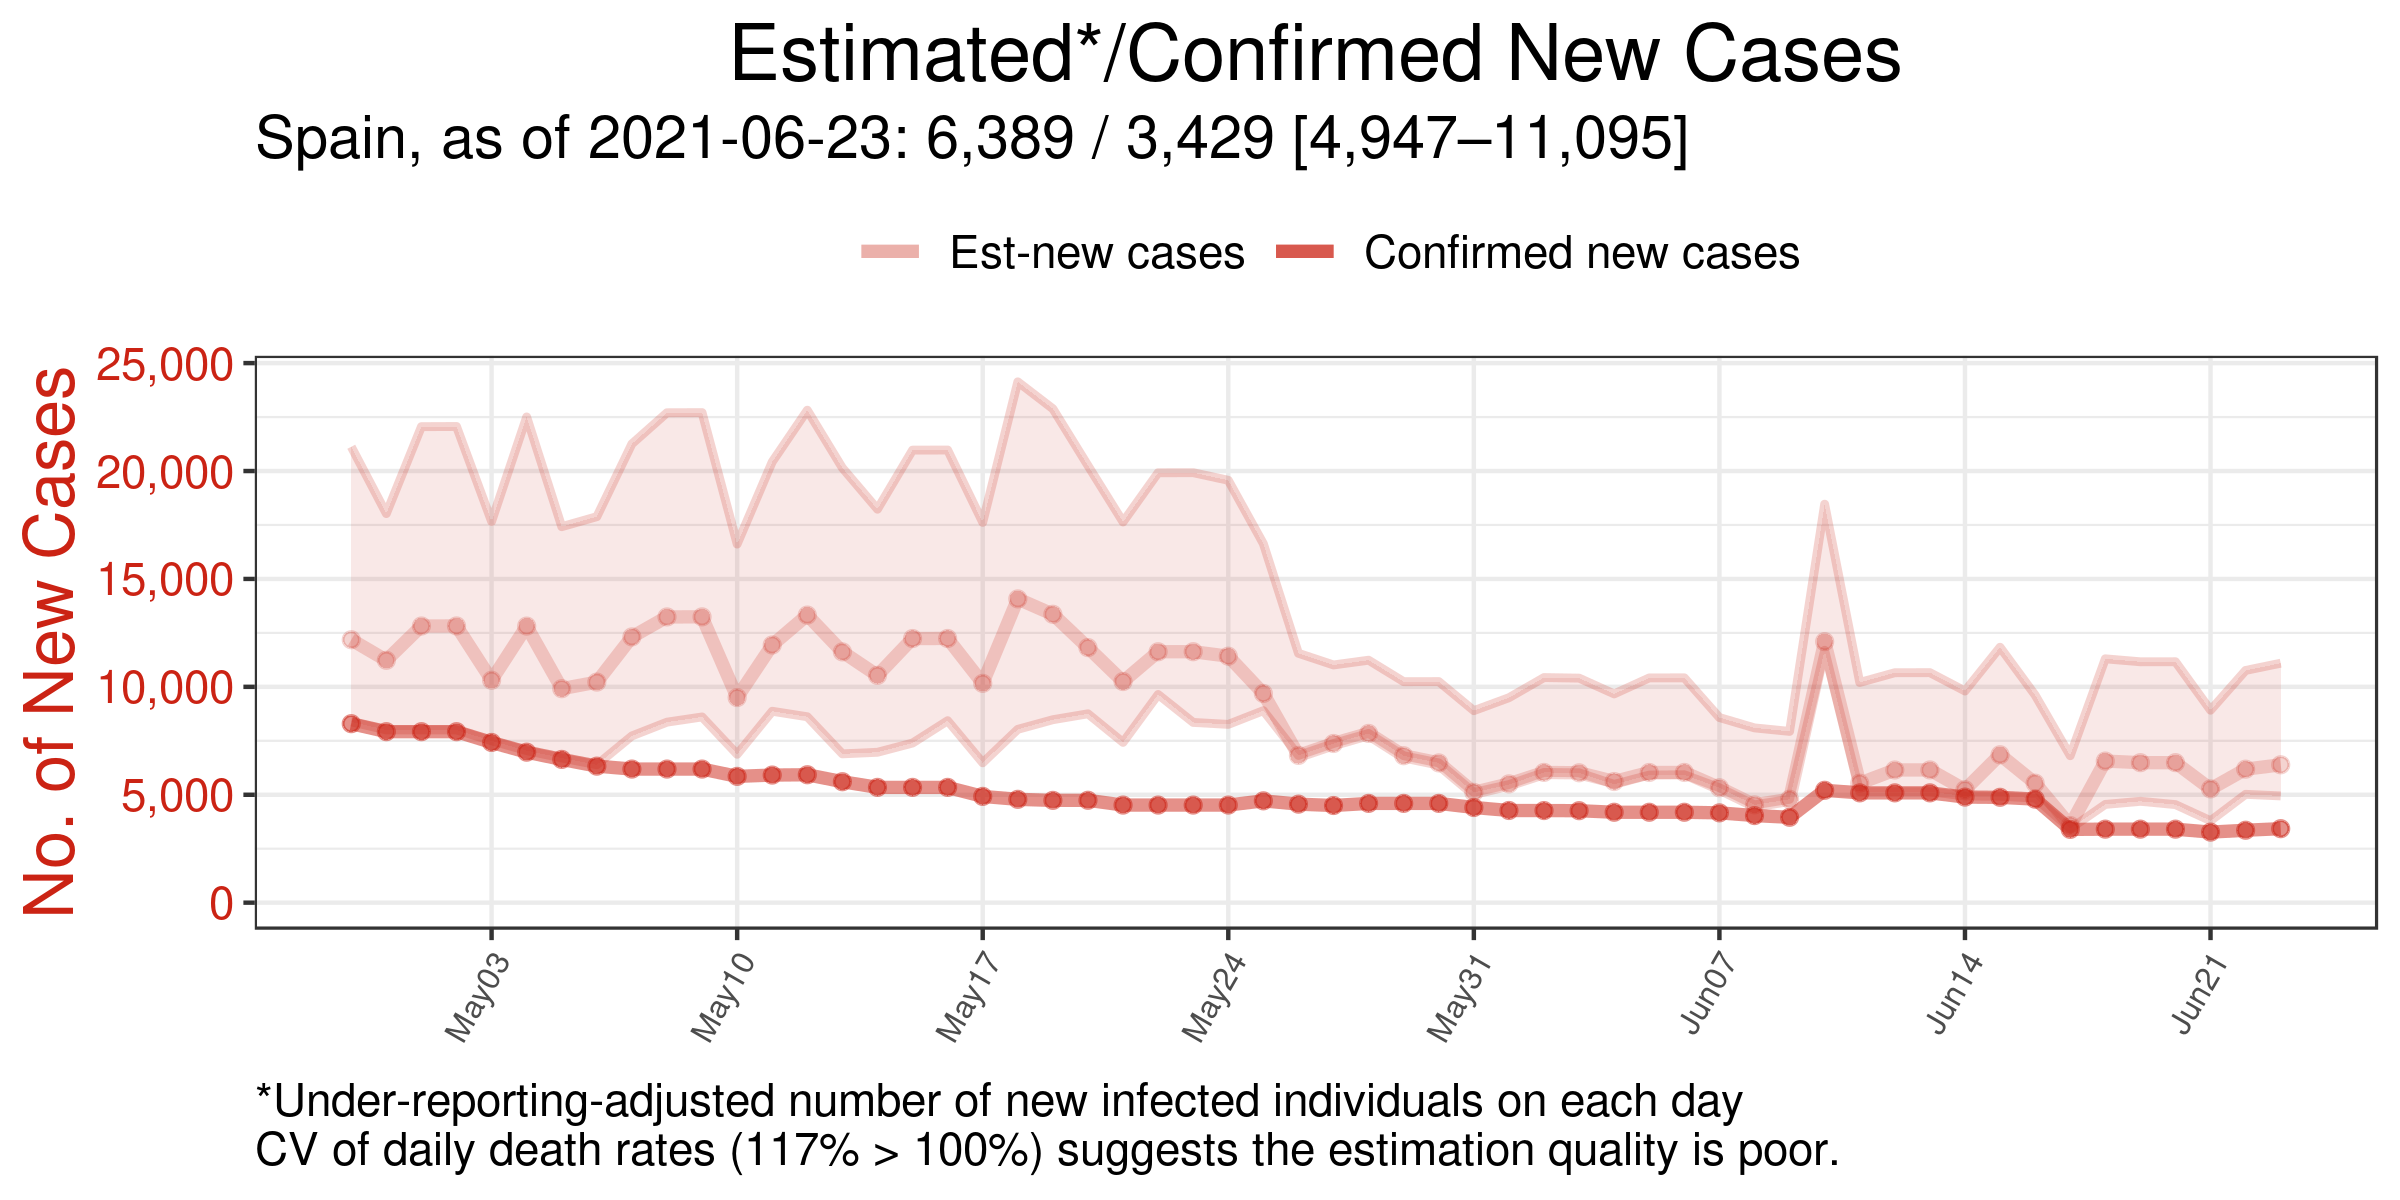 Estimated*/Confirmed New Cases
Spain, as of 2021-06-23: 6,389 / 3,429 [4,947–11,095]
Est-new cases
Confirmed new cases
No. of New Cases
25,000
20,000
15,000
10,000
5,000
0
May03
May10
May17
May24
May31
Jun07
Jun14
Jun21
*Under-reporting-adjusted number of new infected individuals on each day
CV of daily death rates (117% > 100%) suggests the estimation quality is poor.